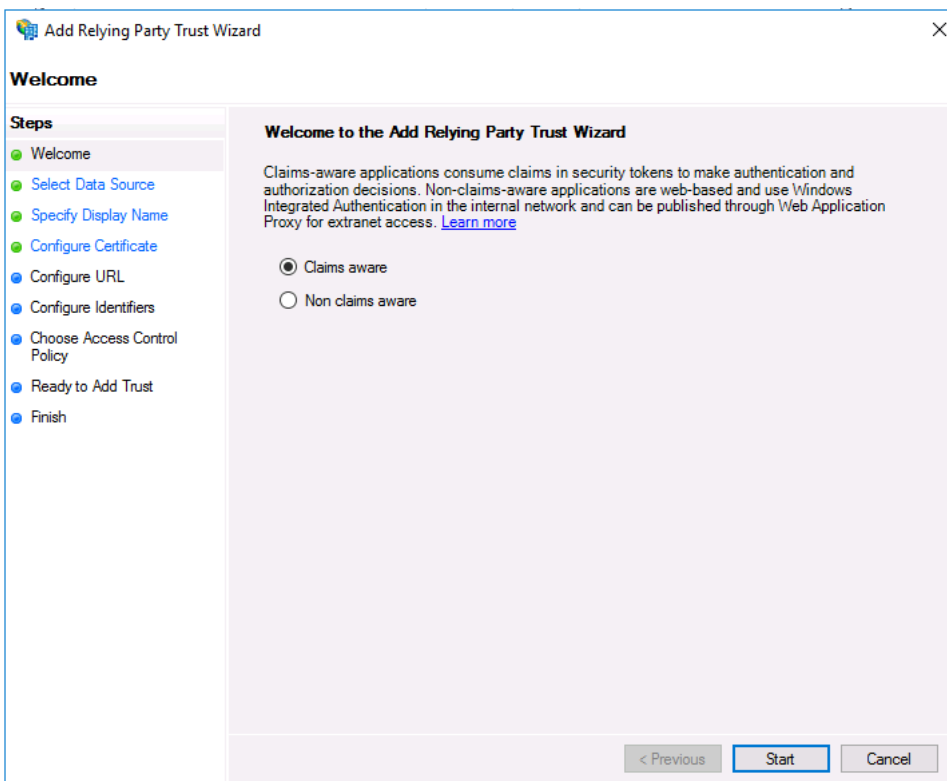 Add Relying Party Trust Wizard
Welcome
Steps
Welcome
Select Data Source
Specify Display Name
Configure Certificate
Configure URL
Configure Identifiers
Choose Access Control
Policy
Ready to Add Trust
Finish
Welcome to the Add Relying Party Trust Wizard
Claims-aware applications consume claims in security tokens to make authentication and
authorization decisions. Non-claims-aware applications are web-based and use Windows
Integrated Authentication in the internal network and can be published through Web Application
Proxy for extranet access. Learn more
Claims aware
Non claims aware
< Previous
Start
Cancel